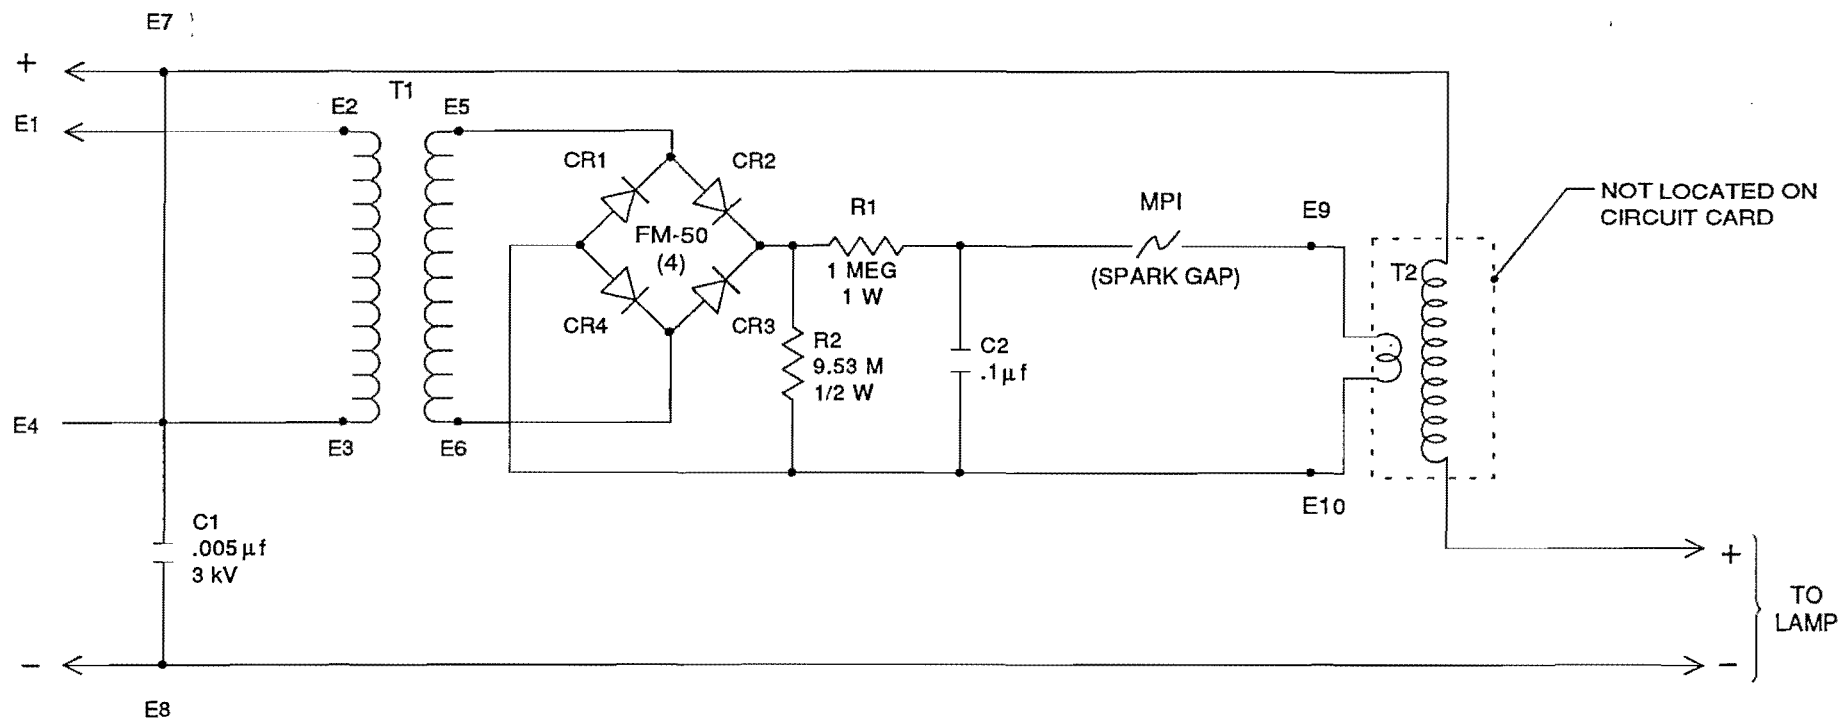 E7
+
T1
E2
E5
E1
CR1
CR2
NOT LOCATED ON
CIRCUIT CARD
MPI
R1
E9
FM-50
(4)
1 MEG
1 W
(SPARK GAP)
T2
CR4
CR3
R2
9.53 M
1/2 W
C2
.1µf
E4
E3
E6
E10
C1
.005µf
3 kV
+
TO
LAMP
−
−
E8